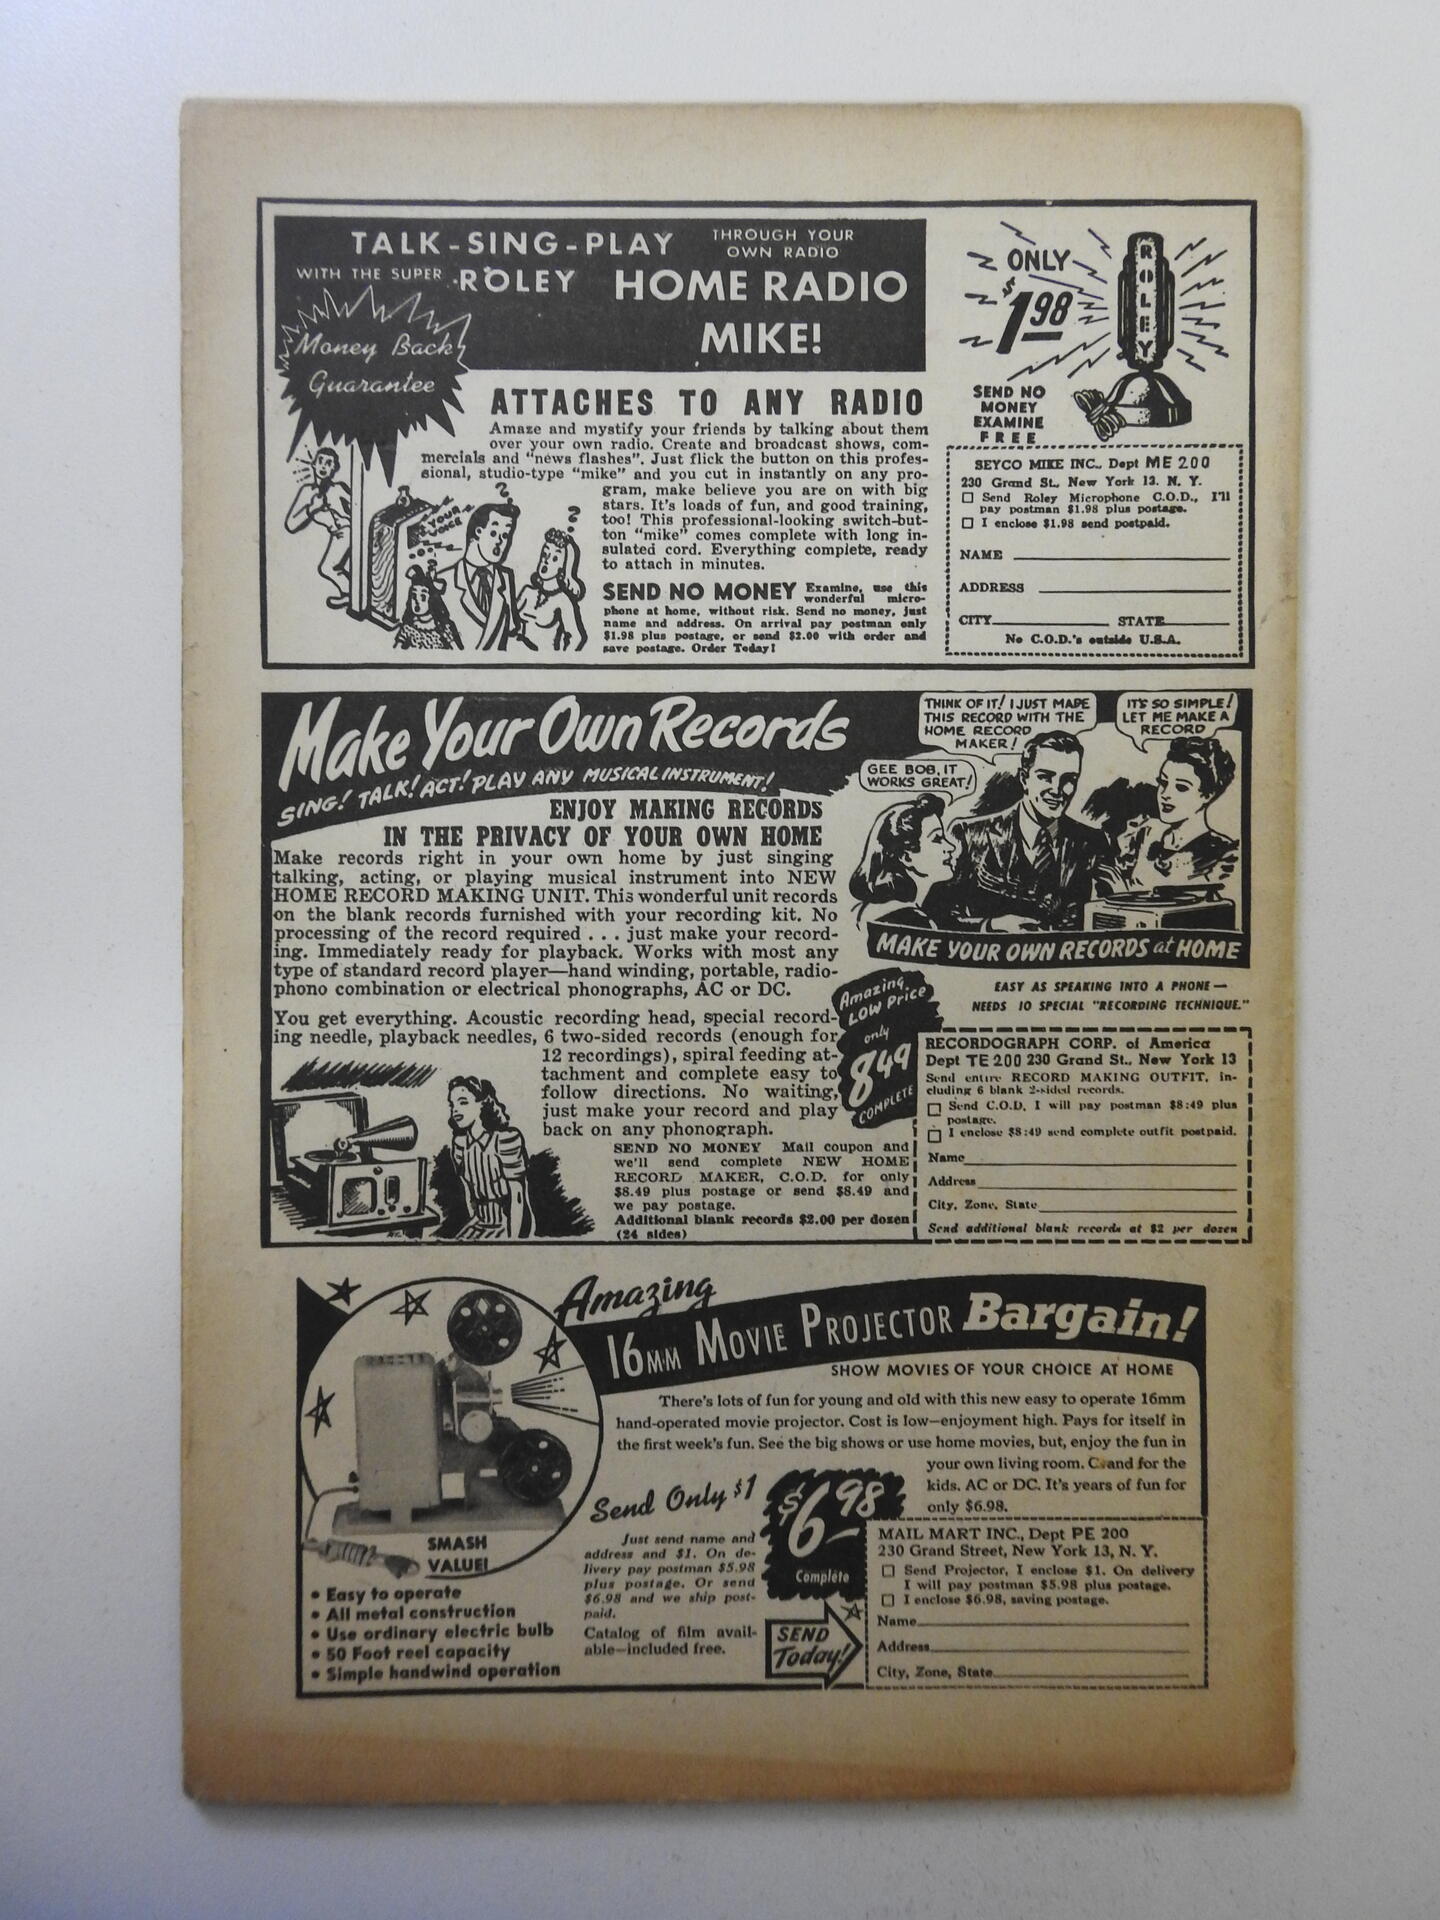 TALK-SING-PLAY THROUGH YOUR OWN RADIO
WITH THE SUPER ROLEY HOME RADIO
MIKE!
Money Back
Guarantee
ONLY
$1.98
ROLEY
SEND NO
MONEY
EXAMINE
FREE
ATTACHES TO ANY RADIO
Amaze and mystify your friends by talking about them
over your own radio. Create and broadcast shows, com-
mercials and "news flashes". Just flick the button on this profes-
sional, studio-type "mike" and you cut in instantly on any pro-
gram, make believe you are on with big
stars. It's loads of fun, and good training,
too! This professional-looking switch-but-
ton "mike" comes complete with long in-
sulated cord. Everything complete, ready
to attach in minutes.
YOUR
VOICE
SEND NO MONEY Examine, use this
wonderful micro-
phone at home, without risk. Send no money, just
name and address. On arrival pay postman only
$1.98 plus postage, or send $2.00 with order and
save postage. Order Today!
SEYCO MIKE INC., Dept ME 200
230 Grand St., New York 13. N. Y.
Send Roley Microphone C.O.D., I'll
pay postman $1.98 plus postage.
I enclose $1.98 send postpaid.
NAME
ADDRESS
CITY STATE
No C.O.D.'s outside U.S.A.
Make Your Own Records
SING! TALK! ACT! PLAY ANY MUSICAL INSTRUMENT!
THINK OF IT! I JUST MADE
THIS RECORD WITH THE
HOME RECORD
MAKER!
IT'S SO SIMPLE!
LET ME MAKE A
RECORD
GEE BOB, IT
WORKS GREAT!
ENJOY MAKING RECORDS
IN THE PRIVACY OF YOUR OWN HOME
Make records right in your own home by just singing
talking, acting, or playing musical instrument into NEW
HOME RECORD MAKING UNIT. This wonderful unit records
on the blank records furnished with your recording kit. No
processing of the record required . . . just make your record-
ing. Immediately ready for playback. Works with most any
type of standard record player—hand winding, portable, radio-
phono combination or electrical phonographs, AC or DC.
MAKE YOUR OWN RECORDS at HOME
EASY AS SPEAKING INTO A PHONE—
NEEDS 10 SPECIAL "RECORDING TECHNIQUE."
Amazing
LOW Price
only
8.49
COMPLETE
You get everything. Acoustic recording head, special record-
ing needle, playback needles, 6 two-sided records (enough for
12 recordings), spiral feeding at-
tachment and complete easy to
follow directions. No waiting,
just make your record and play
back on any phonograph.
SEND NO MONEY Mail coupon and
we'll send complete NEW HOME
RECORD MAKER, C.O.D. for only
$8.49 plus postage or send $8.49 and
we pay postage.
Additional blank records $2.00 per dozen
(24 sides)
RECORDOGRAPH CORP. of America
Dept TE 200 230 Grand St., New York 13
Send entire RECORD MAKING OUTFIT, in-
cluding 6 blank 2-sided records.
Send C.O.D. I will pay postman $8:49 plus
postage.
I enclose $8:49 send complete outfit postpaid.
Name
Address
City, Zone, State
Send additional blank records at $2 per dozen
Amazing
16MM MOVIE PROJECTOR Bargain!
SHOW MOVIES OF YOUR CHOICE AT HOME
There's lots of fun for young and old with this new easy to operate 16mm
hand-operated movie projector. Cost is low—enjoyment high. Pays for itself in
the first week's fun. See the big shows or use home movies, but, enjoy the fun in
your own living room. and for the
kids. AC or DC. It's years of fun for
only $6.98.
SMASH
VALUE!
• Easy to operate
• All metal construction
• Use ordinary electric bulb
• 50 Foot reel capacity
• Simple handwind operation
Send Only $1
Just send name and
address and $1. On de-
livery pay postman $5.98
plus postage. Or send
$6.98 and we ship post-
paid.
Catalog of film avail-
able—included free.
$6.98
Complete
SEND
Today!
MAIL MART INC., Dept PE 200
230 Grand Street, New York 13, N. Y.
Send Projector, I enclose $1. On delivery
I will pay postman $5.98 plus postage.
I enclose $6.98, saving postage.
Name
Address
City, Zone, State